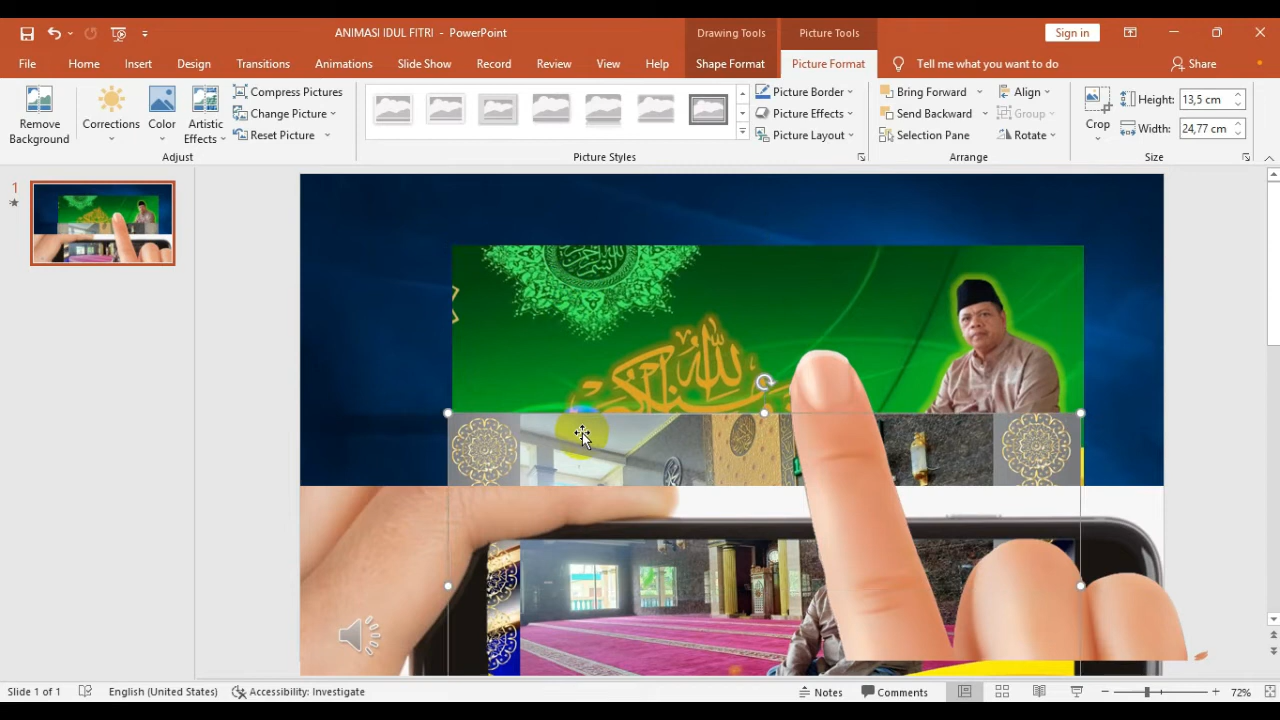 ANIMASI IDUL FITRI - PowerPoint
Drawing Tools
Picture Tools
Sign in
File
Home
Insert
Design
Transitions
Animations
Slide Show
Record
Review
View
Help
Shape Format
Picture Format
Tell me what you want to do
Share
Remove Background
Corrections
Color
Artistic Effects
Compress Pictures
Change Picture
Reset Picture
Adjust
Picture Styles
Picture Border
Picture Effects
Picture Layout
Bring Forward
Send Backward
Selection Pane
Align
Group
Rotate
Arrange
Crop
Height:
13,5 cm
Width:
24,77 cm
Size
1
Slide 1 of 1
English (United States)
Accessibility: Investigate
Notes
Comments
72%